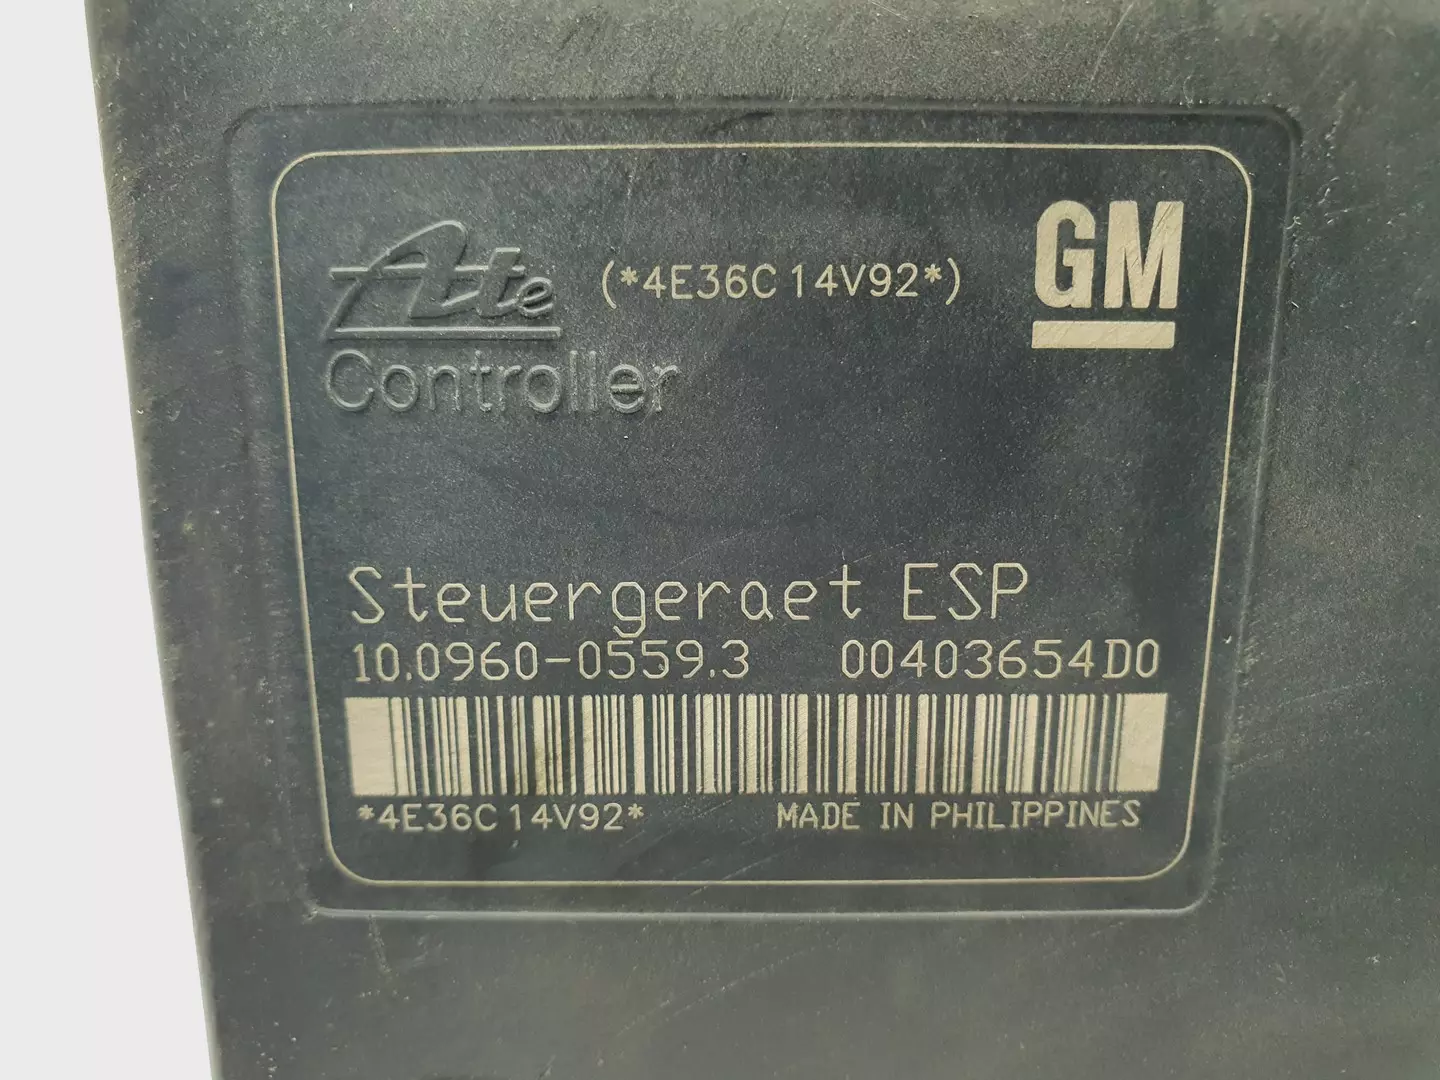 Ate (*4E36C14V92*) GM
Controller
Steuergeraet ESP
10.0960-0559.3 00403654D0
*4E36C14V92* MADE IN PHILIPPINES